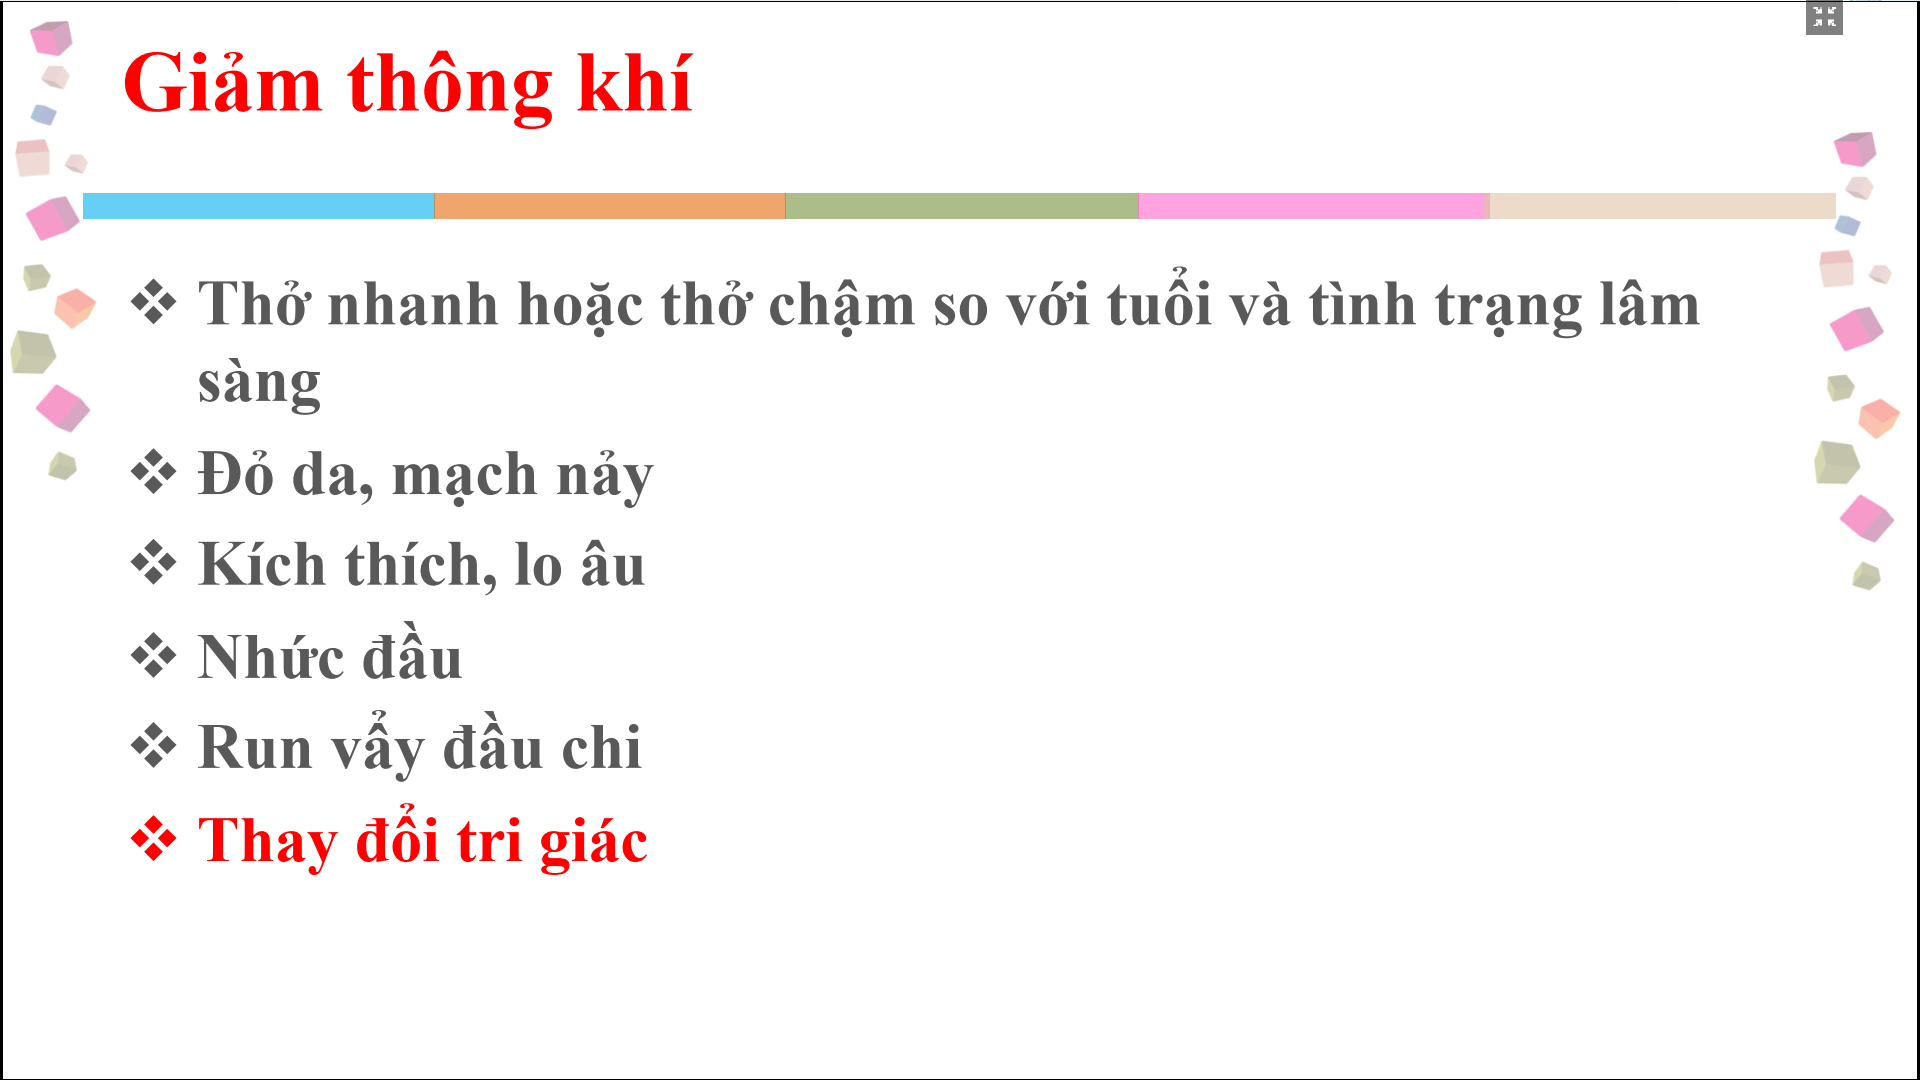 Giảm thông khí
Thở nhanh hoặc thở chậm so với tuổi và tình trạng lâm
sàng
Đỏ da, mạch nảy
Kích thích, lo âu
Nhức đầu
Run vẩy đầu chi
Thay đổi tri giác